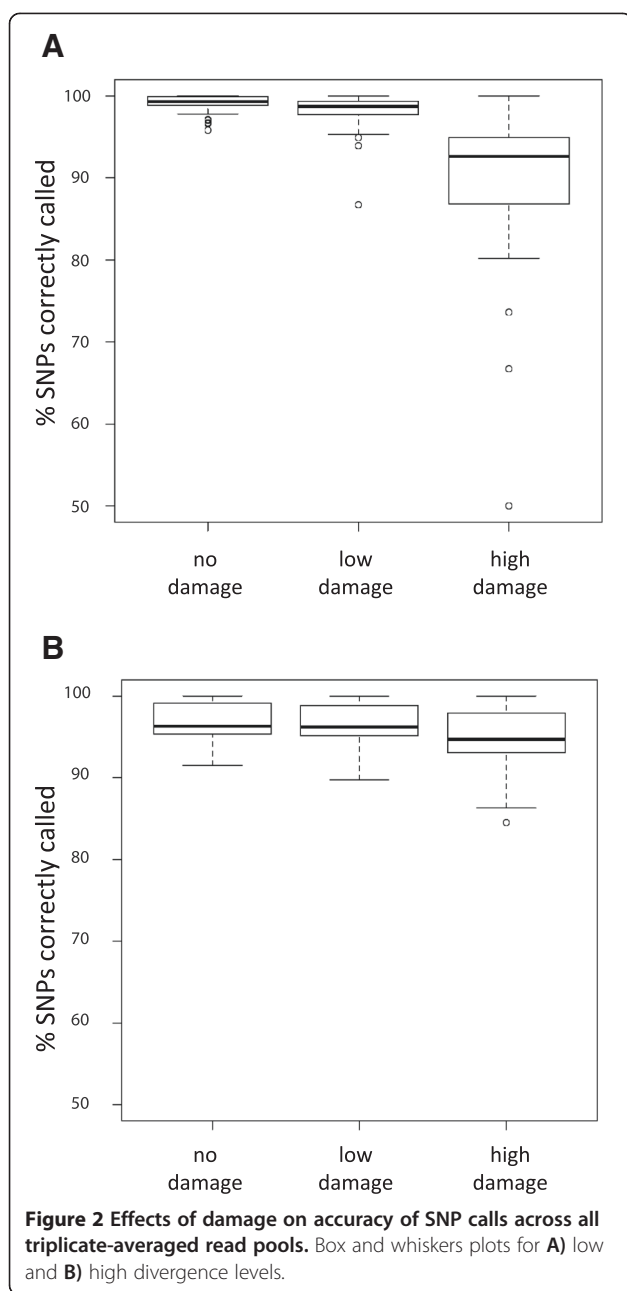 A
% SNPs correctly called
100
90
80
70
60
50
no
damage
low
damage
high
damage
B
% SNPs correctly called
100
90
80
70
60
50
no
damage
low
damage
high
damage
Figure 2 Effects of damage on accuracy of SNP calls across all
triplicate-averaged read pools. Box and whiskers plots for A) low
and B) high divergence levels.